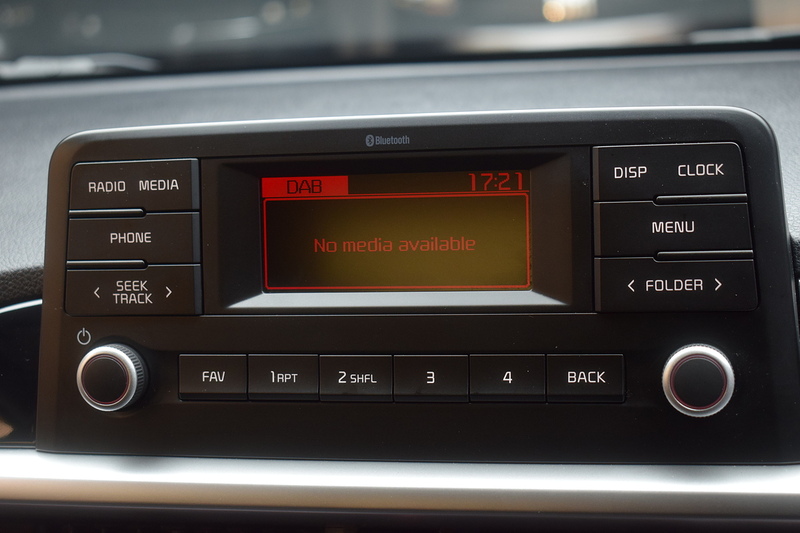 Bluetooth
RADIO MEDIA
PHONE
< SEEK TRACK >
DAB 17:21
No media available
DISP CLOCK
MENU
< FOLDER >
FAV
1 RPT
2 SHFL
3
4
BACK